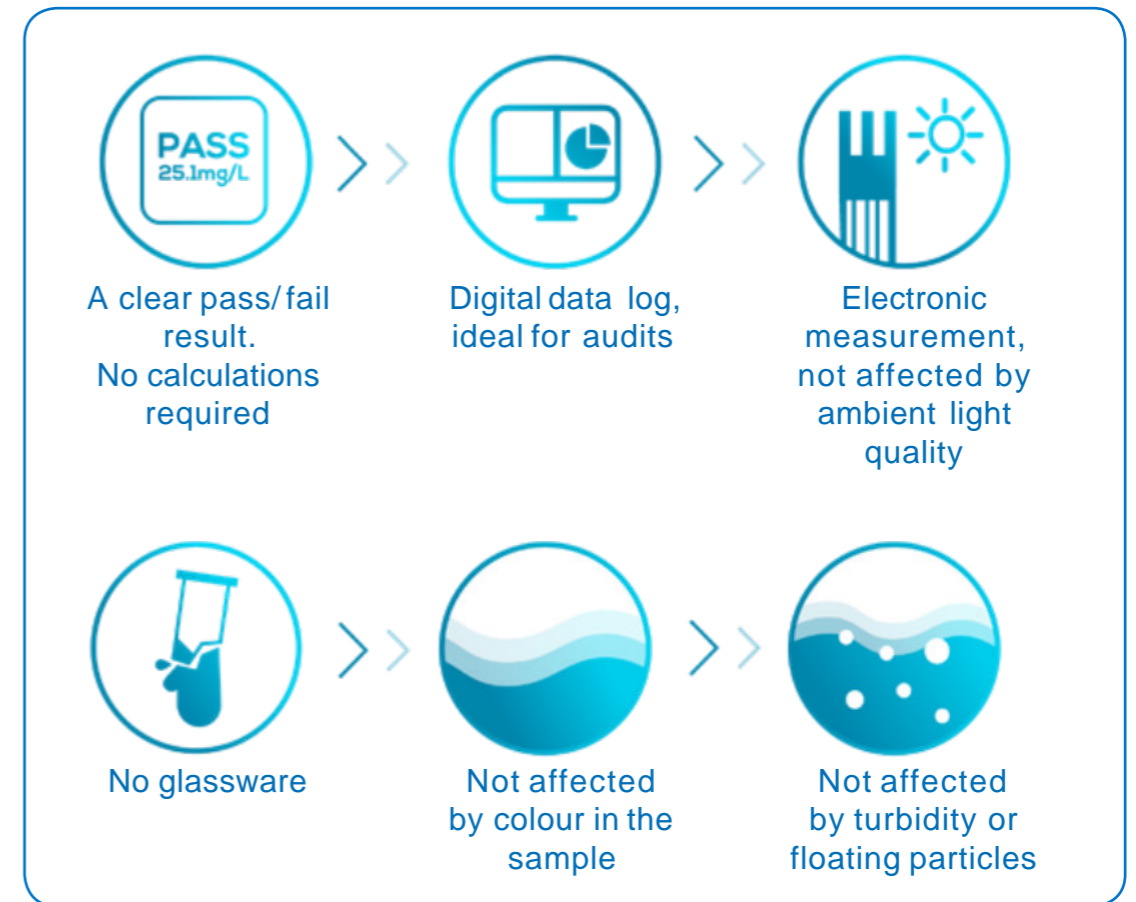 PASS
25.1mg/L
A clear pass/fail
result.
No calculations
required
Digital data log,
ideal for audits
Electronic
measurement,
not affected by
ambient light
quality
No glassware
Not affected
by colour in the
sample
Not affected
by turbidity or
floating particles